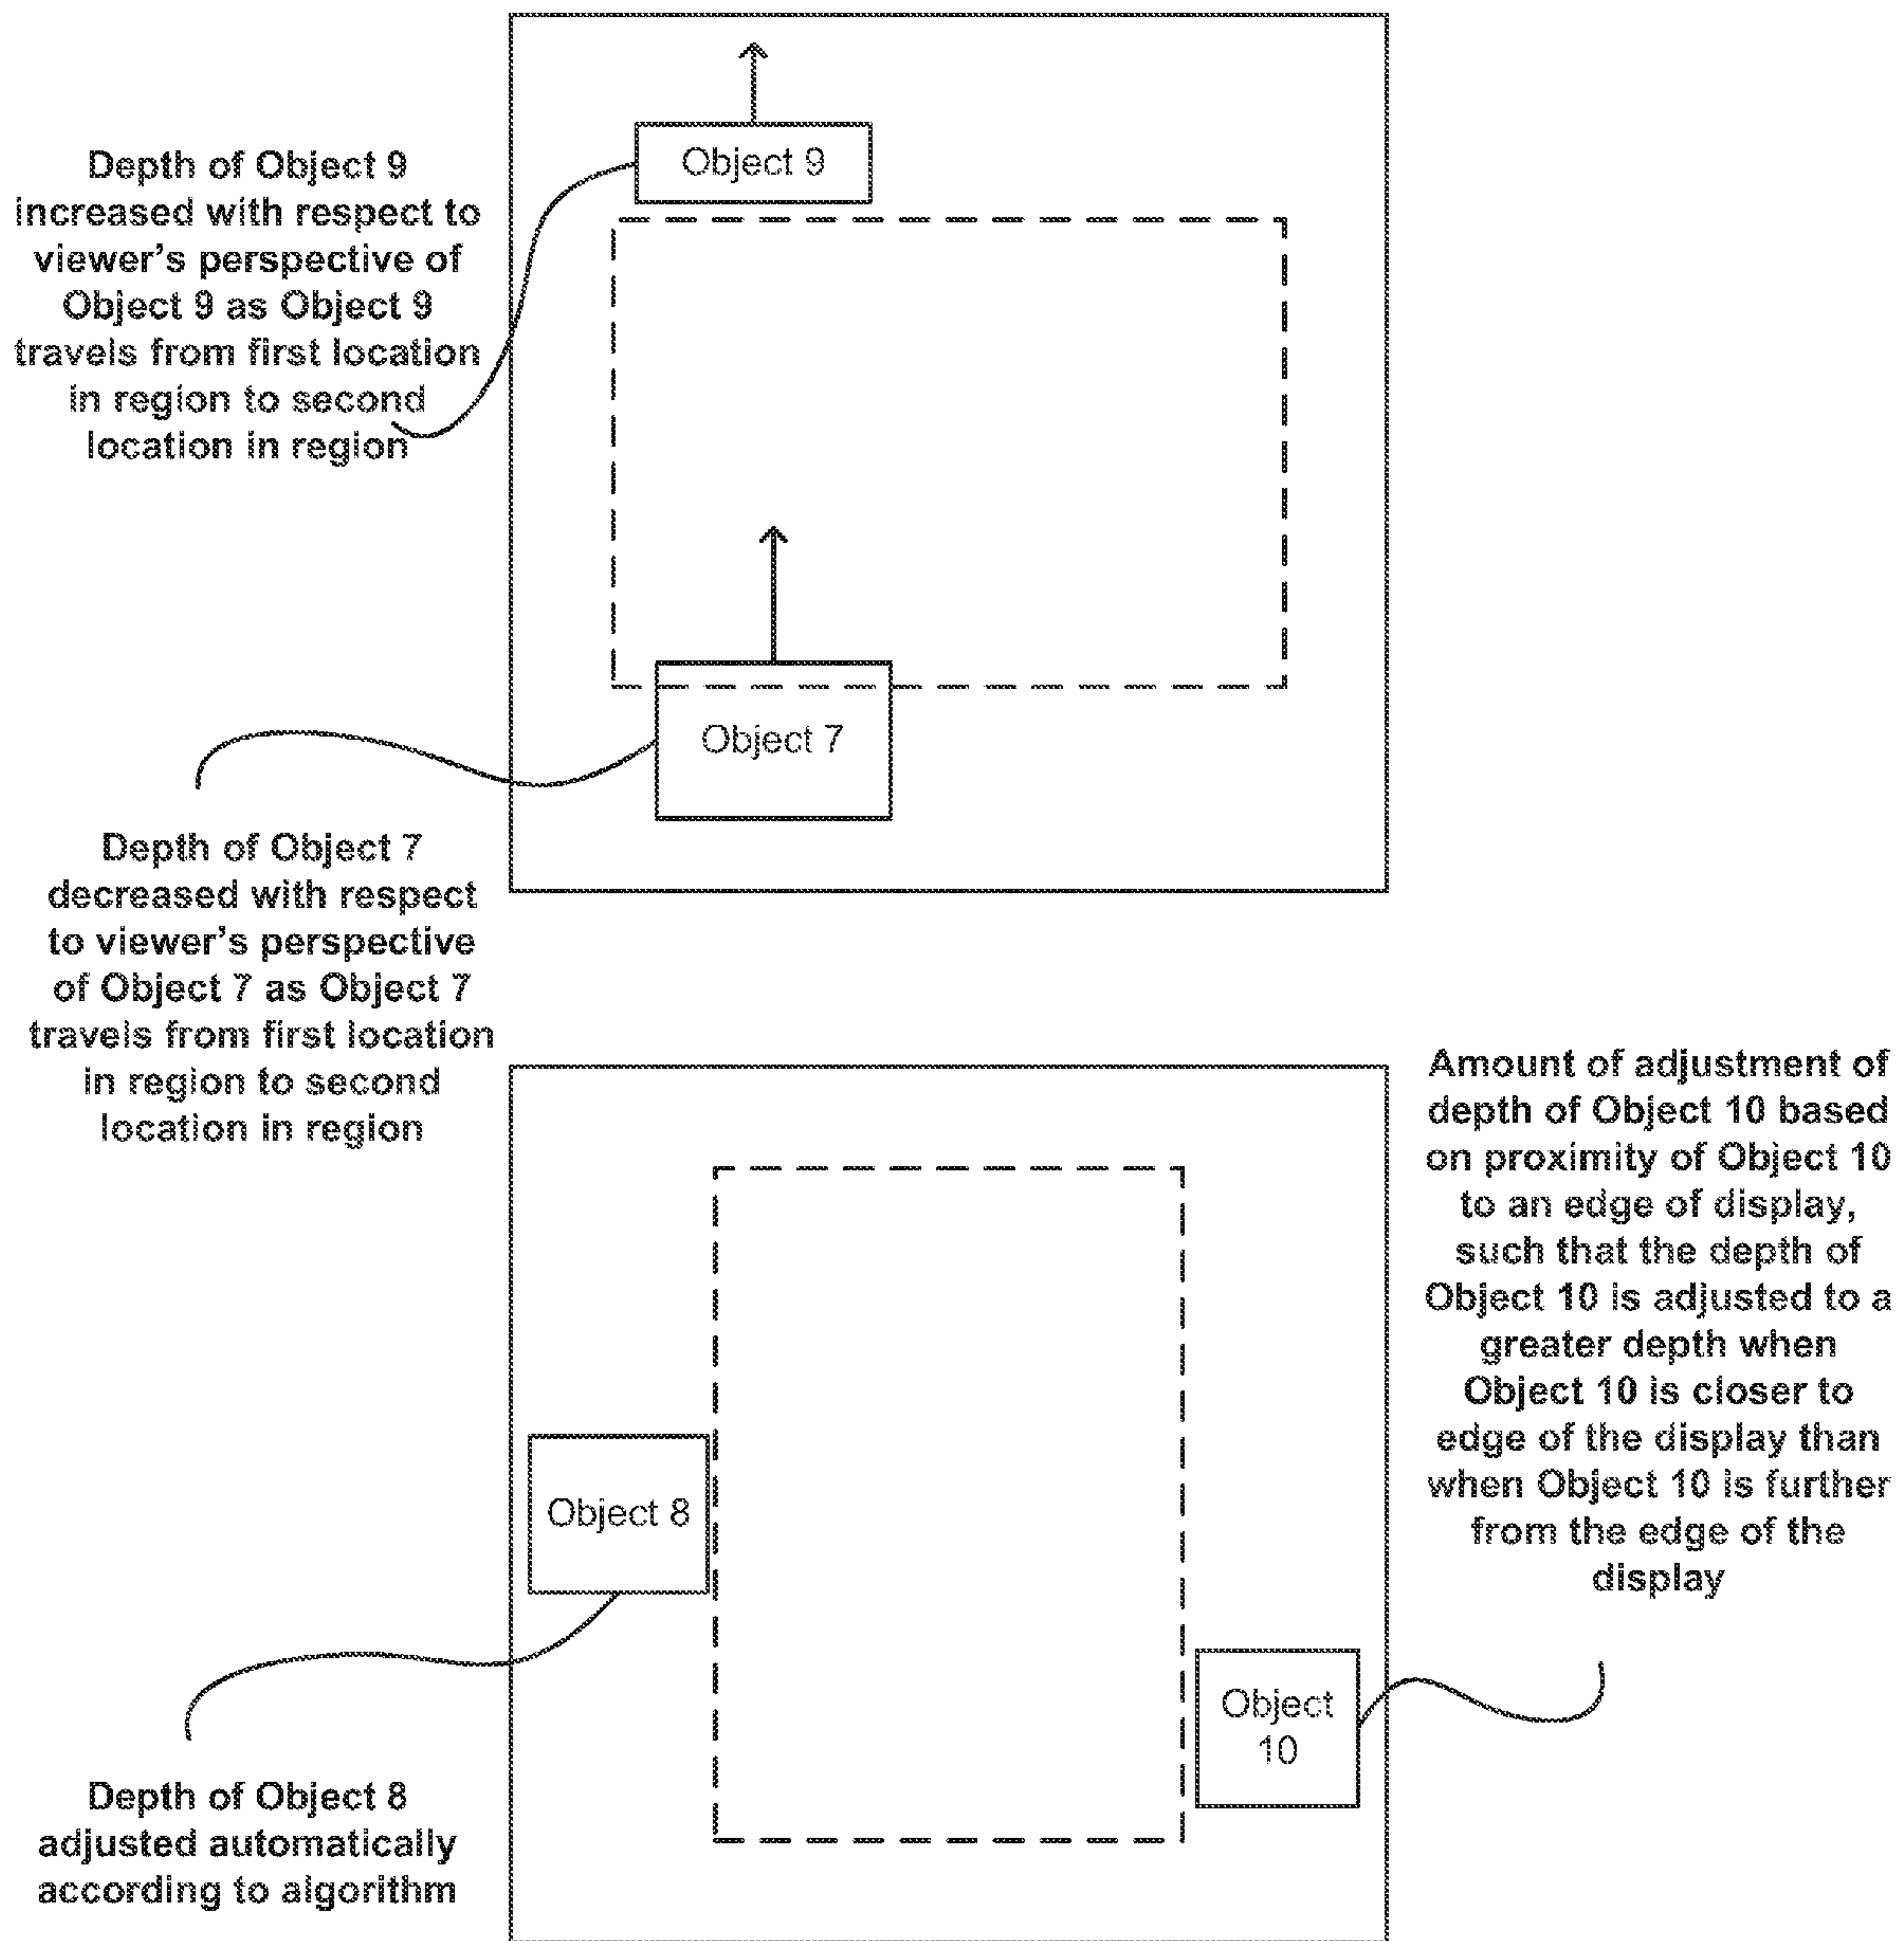 Object 9
Depth of Object 9
increased with respect to
viewer's perspective of
Object 9 as Object 9
travels from first location
in region to second
location in region
Object 7
Depth of Object 7
decreased with respect
to viewer's perspective
of Object 7 as Object 7
travels from first location
in region to second
location in region
Amount of adjustment of
depth of Object 10 based
on proximity of Object 10
to an edge of display,
such that the depth of
Object 10 is adjusted to a
greater depth when
Object 10 is closer to
edge of the display than
when Object 10 is further
from the edge of the
display
Object 8
Object
10
Depth of Object 8
adjusted automatically
according to algorithm